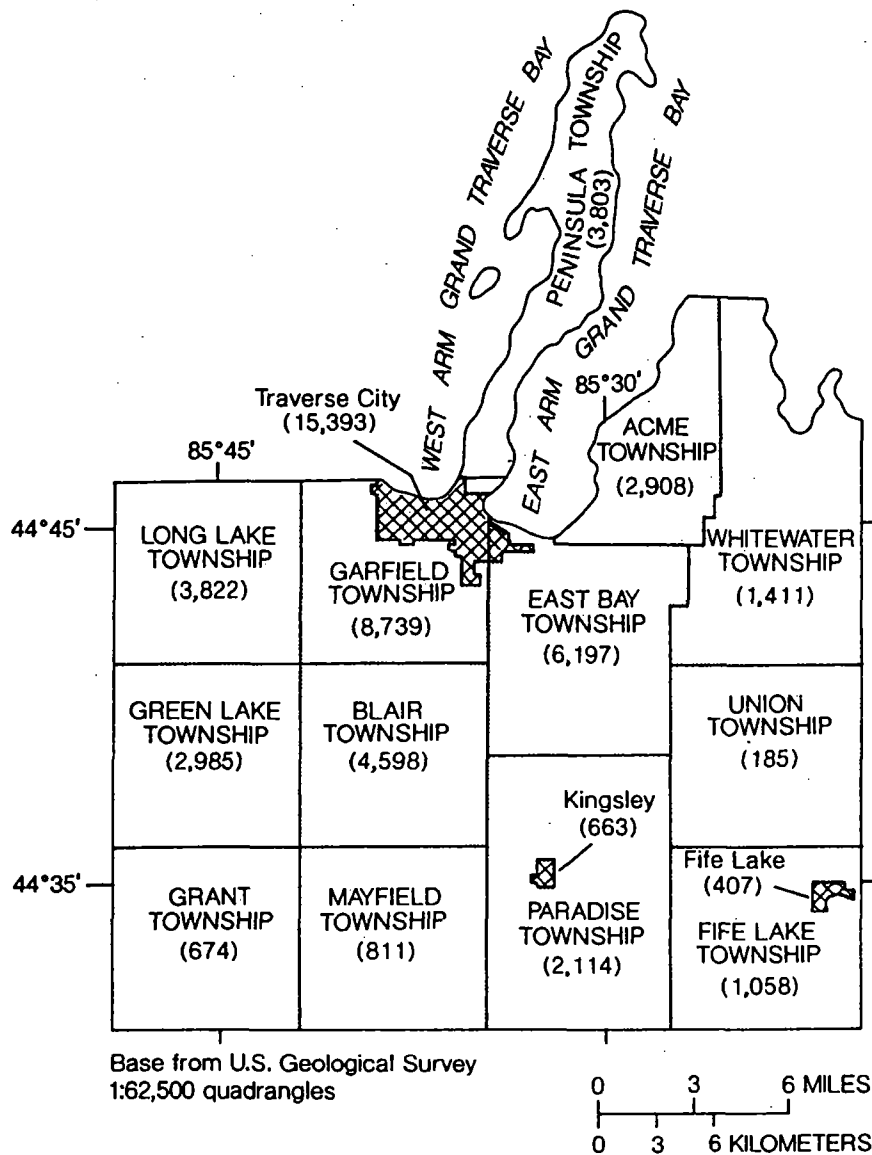 WEST ARM GRAND TRAVERSE BAY
PENINSULA TOWNSHIP
(3,803)
EAST ARM GRAND TRAVERSE BAY
85°30'
Traverse City
(15,393)
85°45'
ACME
TOWNSHIP
(2,908)
44°45'
LONG LAKE
TOWNSHIP
(3,822)
GARFIELD
TOWNSHIP
(8,739)
EAST BAY
TOWNSHIP
(6,197)
WHITEWATER
TOWNSHIP
(1,411)
GREEN LAKE
TOWNSHIP
(2,985)
BLAIR
TOWNSHIP
(4,598)
UNION
TOWNSHIP
(185)
Kingsley
(663)
Fife Lake
(407)
44°35'
GRANT
TOWNSHIP
(674)
MAYFIELD
TOWNSHIP
(811)
PARADISE
TOWNSHIP
(2,114)
FIFE LAKE
TOWNSHIP
(1,058)
Base from U.S. Geological Survey
1:62,500 quadrangles
0 3 6 MILES
0 3 6 KILOMETERS